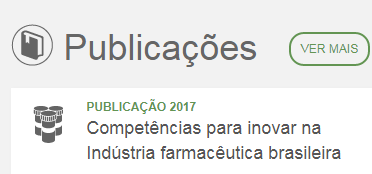 Publicações
VER MAIS
PUBLICAÇÃO 2017
Competências para inovar na
Indústria farmacêutica brasileira